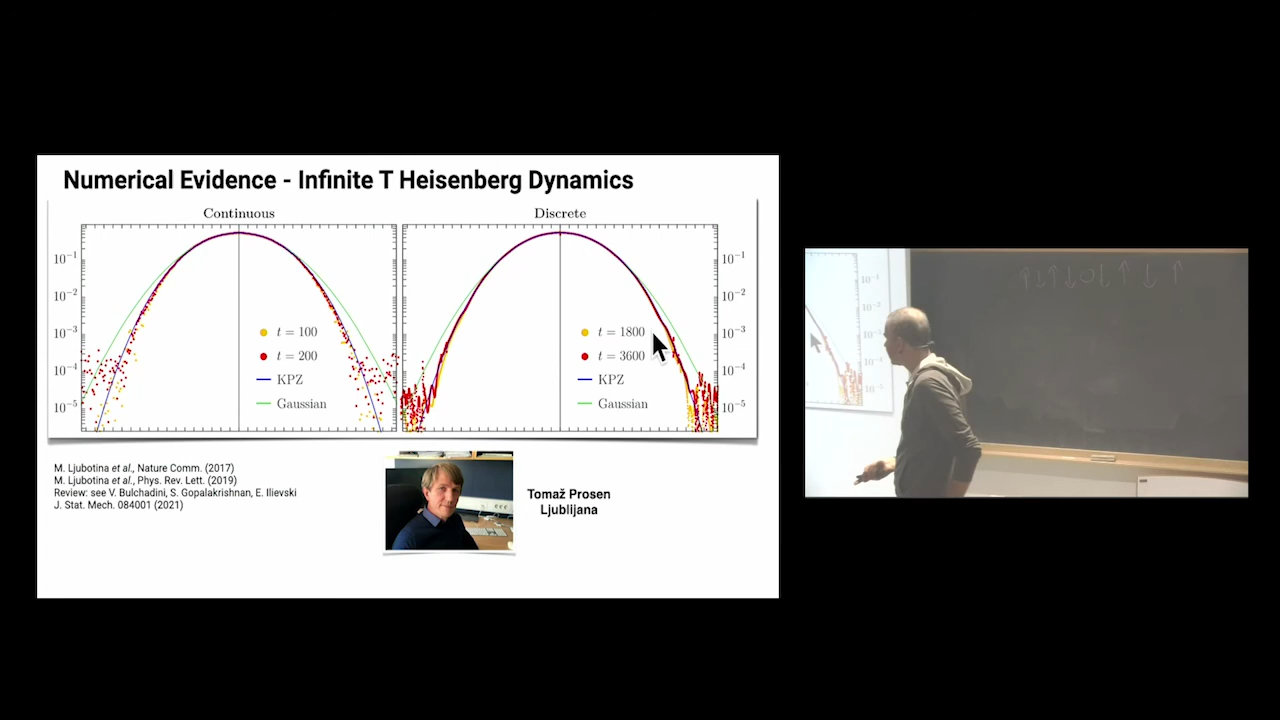 Numerical Evidence - Infinite T Heisenberg Dynamics
Continuous
Discrete
10⁻¹
10⁻²
10⁻³
10⁻⁴
10⁻⁵
t = 100
t = 200
KPZ
Gaussian
t = 1800
t = 3600
KPZ
Gaussian
10⁻¹
10⁻²
10⁻³
10⁻⁴
10⁻⁵
M. Ljubotina et al., Nature Comm. (2017)
M. Ljubotina et al., Phys. Rev. Lett. (2019)
Review: see V. Bulchadini, S. Gopalakrishnan, E. Ilievski
J. Stat. Mech. 084001 (2021)
Tomaž Prosen
Ljublijana